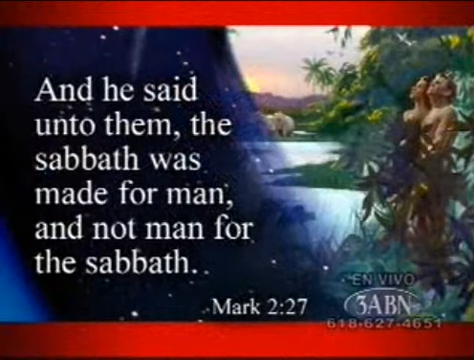 And he said
unto them, the
sabbath was
made for man,
and not man for
the sabbath..
Mark 2:27
EN VIVO
3ABN
618-627-4651